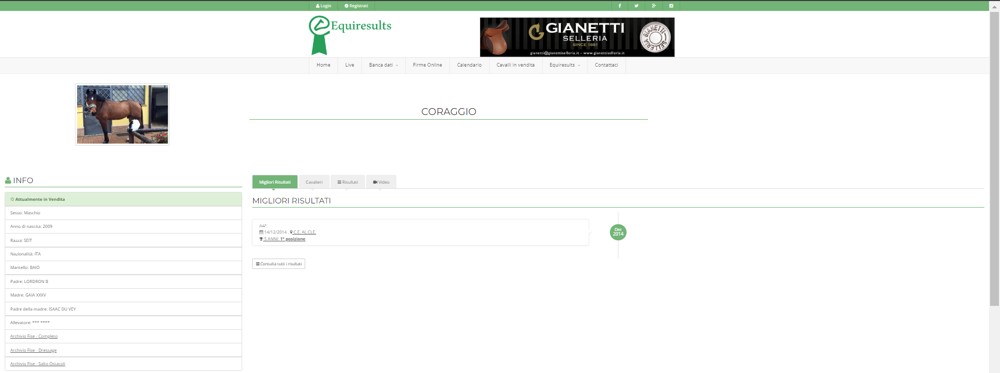 Login
Registrati
Equiresults
GIANETTI
SELLERIA
SINCE 1881
gianetti@gianettiselleria.it - www.gianettiselleria.it
GIANETTI SELLERIA
Home
Live
Banca dati
Firme Online
Calendario
Cavalli in vendita
Equiresults
Contattaci
CORAGGIO
INFO
Attualmente in Vendita
Sesso: Maschio
Anno di nascita: 2009
Razza: SEIT
Nazionalità: ITA
Mantello: BAIO
Padre: LORDRON B
Madre: GAIA XXXV
Padre della madre: ISAAC DU VEY
Allevatore: *** ****
Archivio Fise - Completo
Archivio Fise - Dressage
Archivio Fise - Salto Ostacoli
Migliori Risultati
Cavalieri
Risultati
Video
MIGLIORI RISULTATI
A4*
14/12/2014 , C.E. AL.CLE.
5 ANNI: 1° posizione
Dec
2014
Consulta tutti i risultati